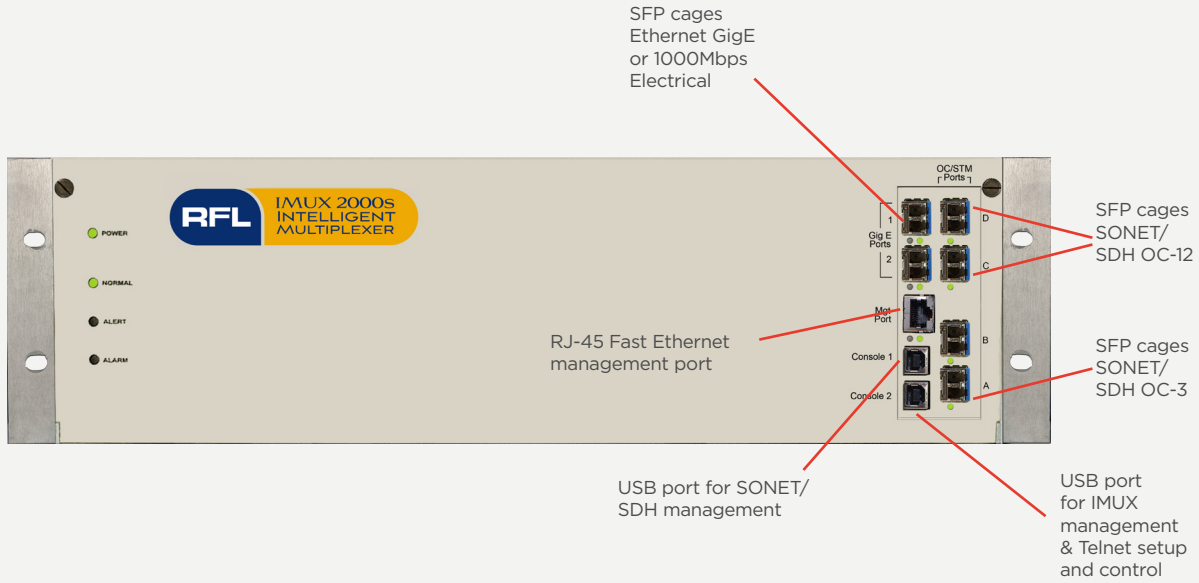 SFP cages
Ethernet GigE
or 1000Mbps
Electrical
OC/STM
Ports
RFL
IMUX 2000S
INTELLIGENT
MULTIPLEXER
POWER
NORMAL
ALERT
ALARM
1
Gig E
Ports
2
D
C
Mgt
Port
B
Console 1
A
Console 2
SFP cages
SONET/
SDH OC-12
RJ-45 Fast Ethernet
management port
SFP cages
SONET/
SDH OC-3
USB port for SONET/
SDH management
USB port
for IMUX
management
& Telnet setup
and control